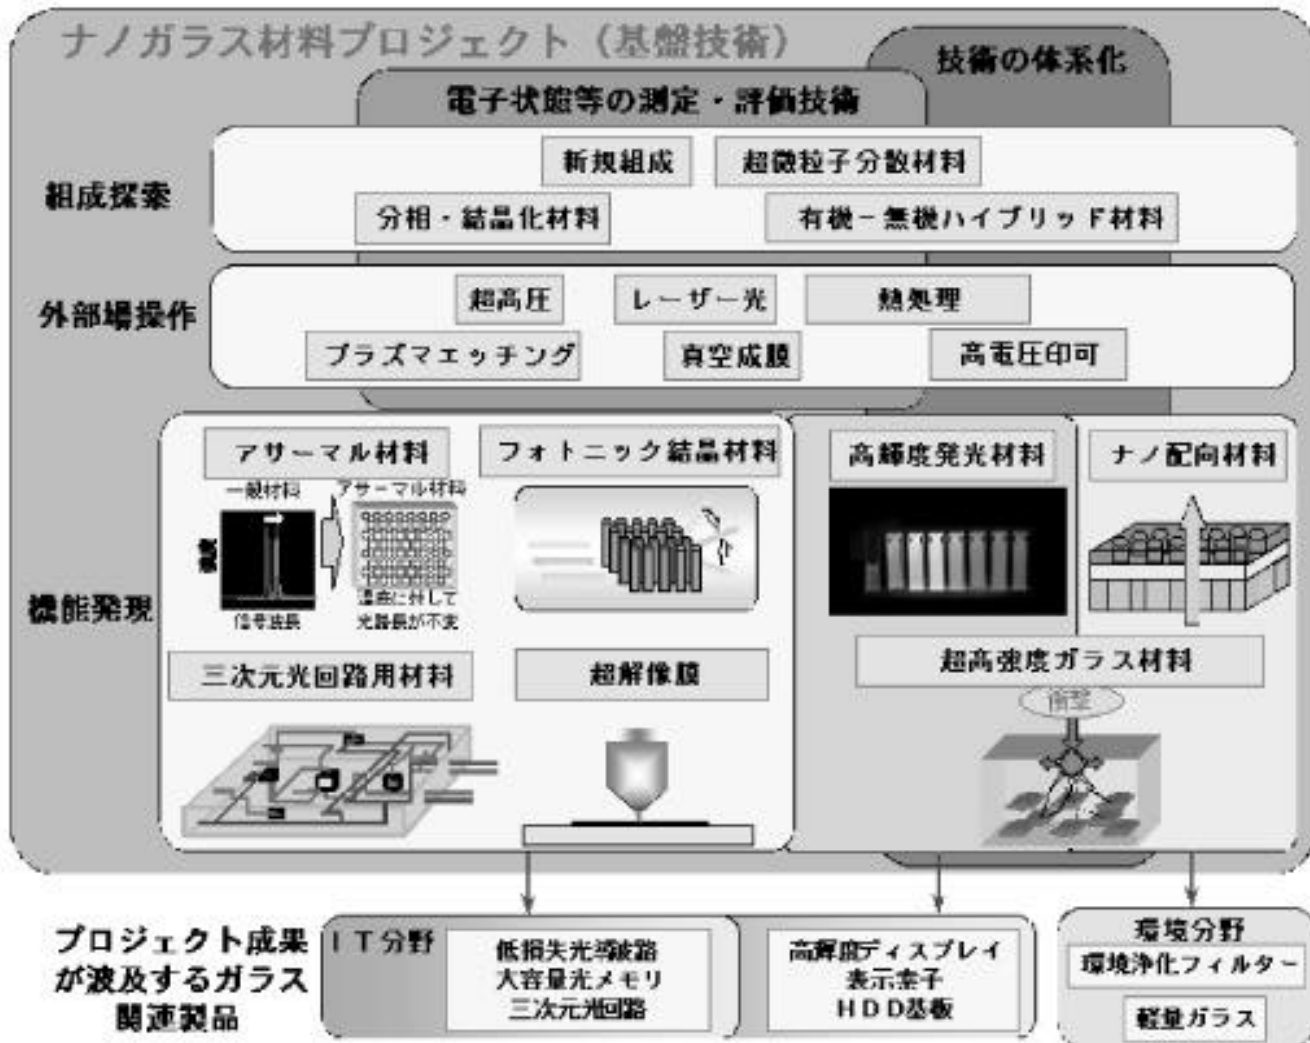 ナノガラス材料プロジェクト（基盤技術）
技術の体系化
電子状態等の測定・評価技術
組成探索
新規組成
超微粒子分散材料
分相・結晶化材料
有機－無機ハイブリッド材料
外部場操作
超高圧
レーザー光
熱処理
プラズマエッチング
真空成膜
高電圧印可
機能発現
アサーマル材料
フォトニック結晶材料
高輝度発光材料
ナノ配向材料
一般材料
アサーマル材料
強度
信号波長
温度に対して
光路長が不変
三次元光回路用材料
超解像膜
超高強度ガラス材料
衝撃
プロジェクト成果
が波及するガラス
関連製品
ＩＴ分野
低損失光導波路
大容量光メモリ
三次元光回路
高輝度ディスプレイ
表示素子
ＨＤＤ基板
環境分野
環境浄化フィルター
軽量ガラス